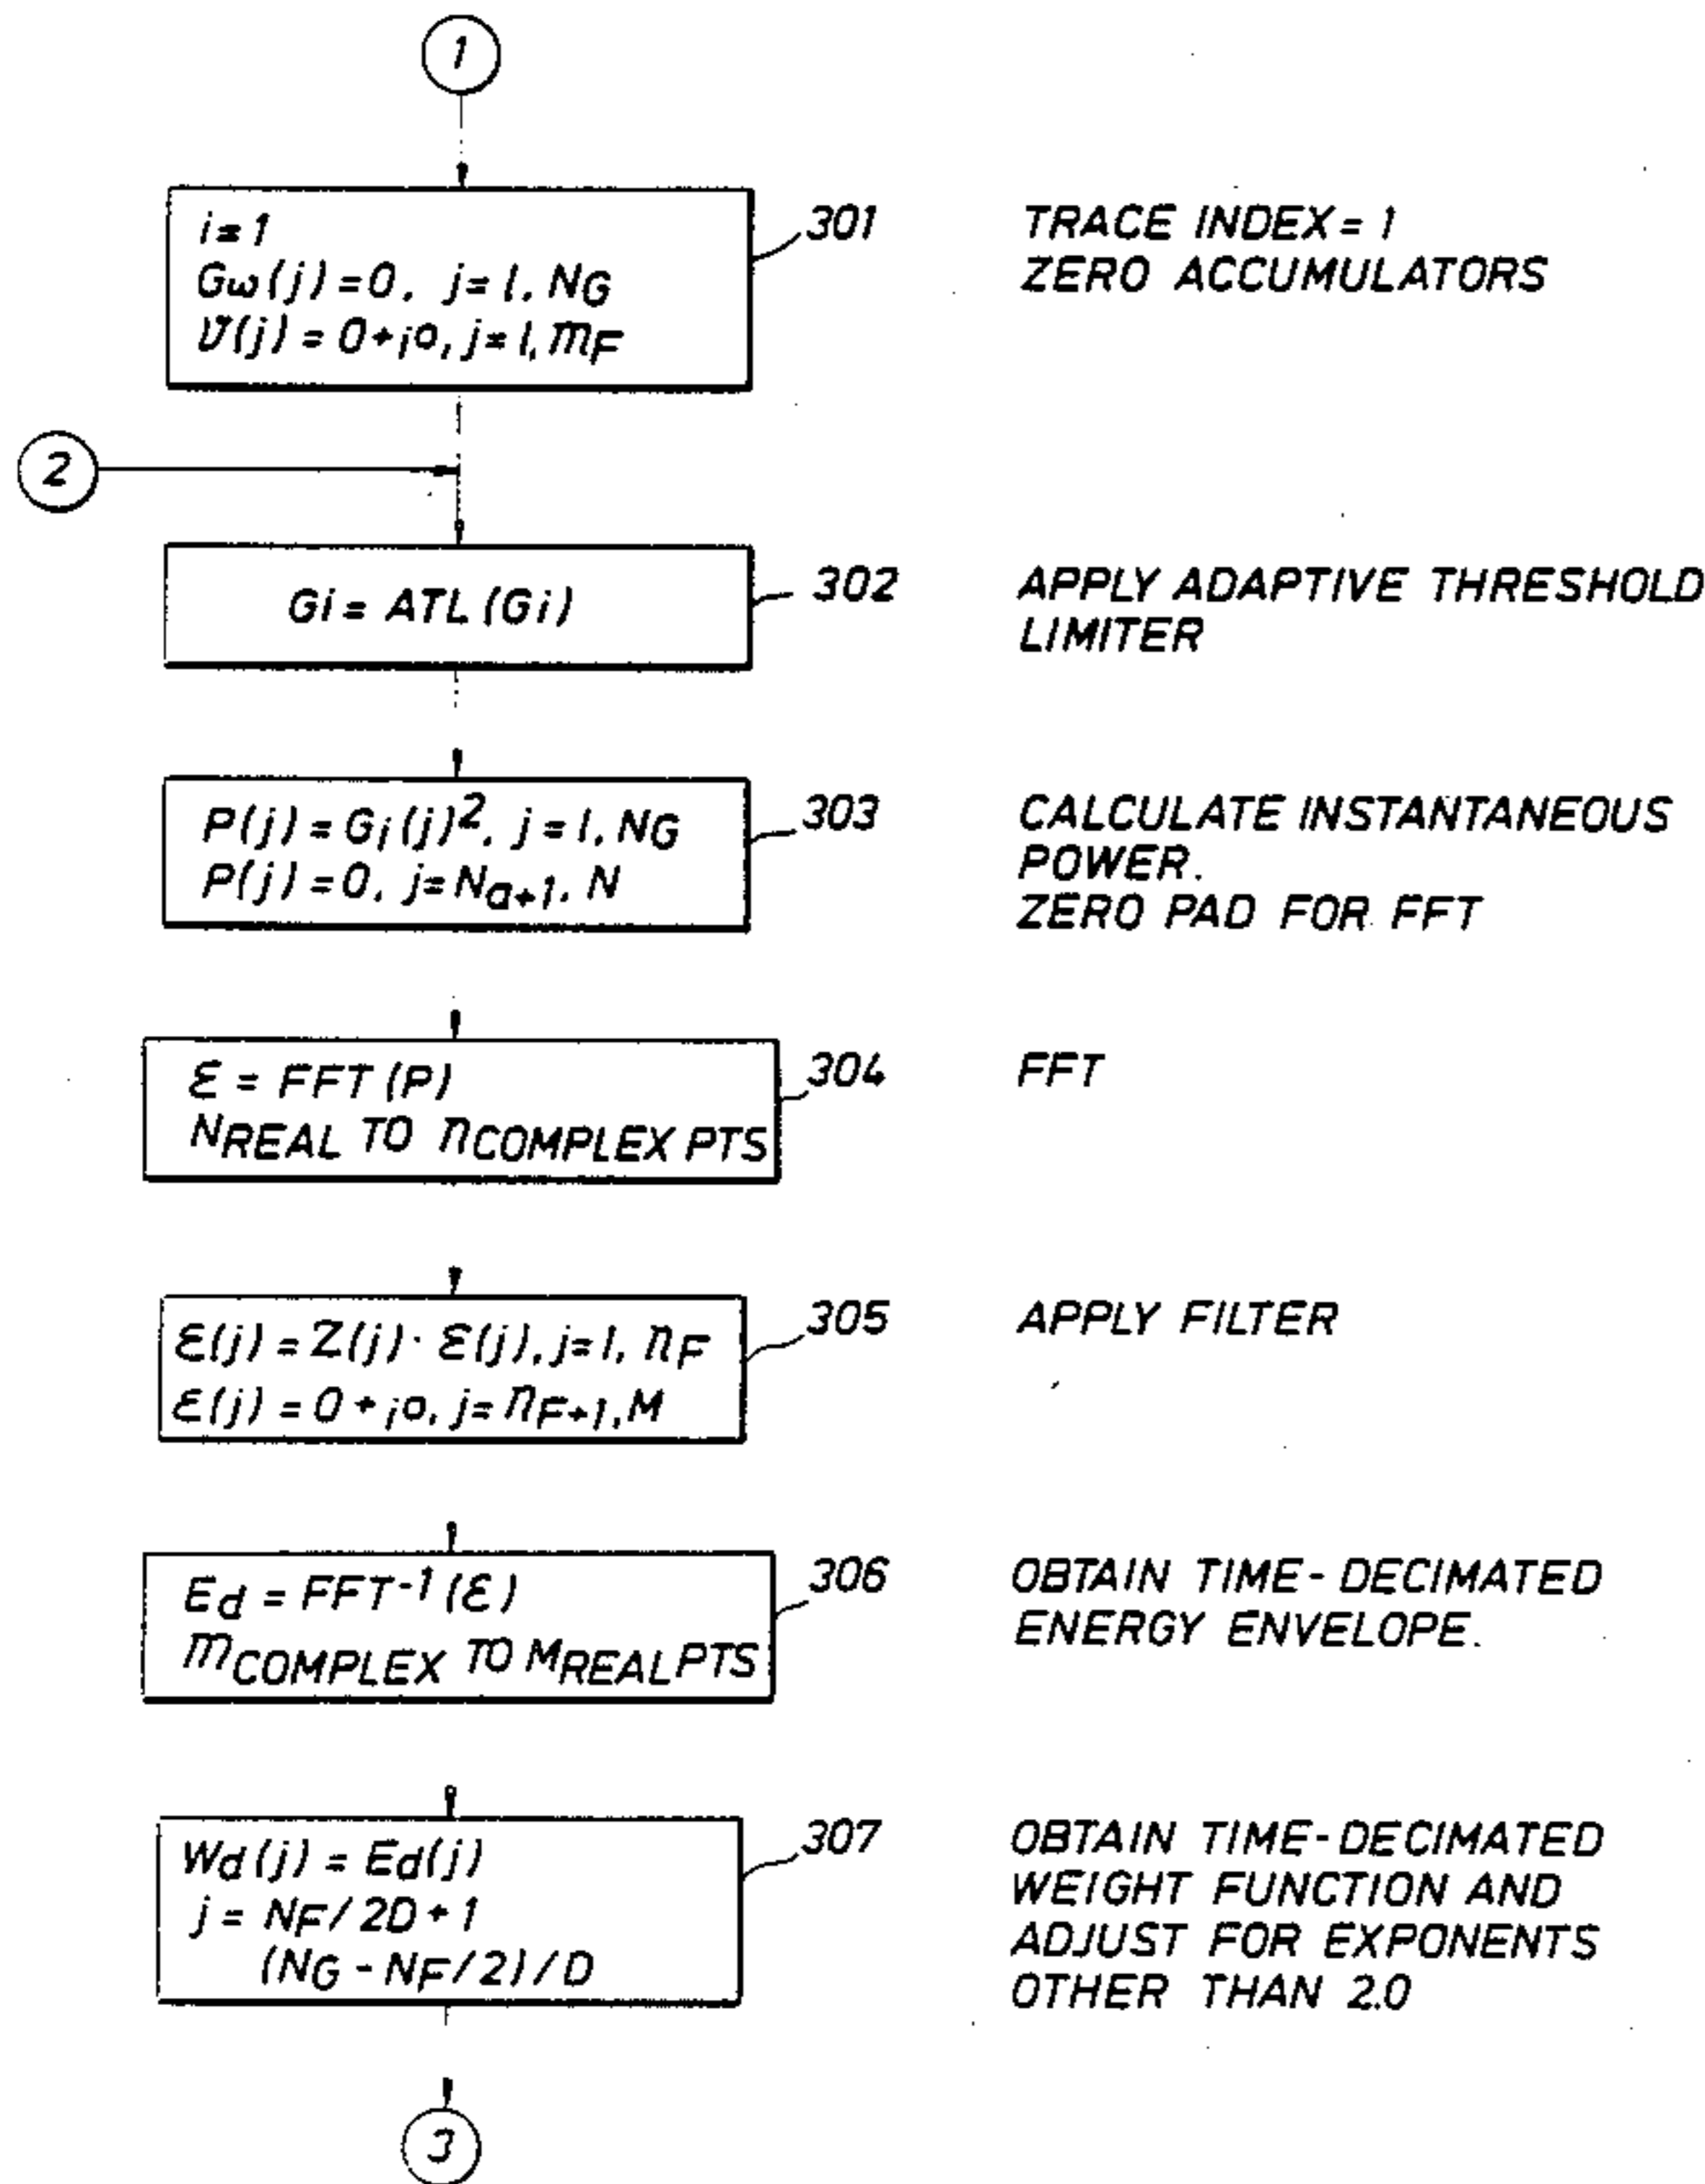 1
i=1
Gω(j)=0, j=1, NG
𝒱(j)=0+i0, j=1, mF
301
TRACE INDEX=1
ZERO ACCUMULATORS
2
Gi=ATL(Gi)
302
APPLY ADAPTIVE THRESHOLD
LIMITER
P(j)=Gi(j)², j=1, NG
P(j)=0, j=Na+1, N
303
CALCULATE INSTANTANEOUS
POWER.
ZERO PAD FOR FFT
ℰ=FFT(P)
NREAL TO nCOMPLEX PTS
304
FFT
ℰ(j)=Z(j)·ℰ(j), j=1, nF
ℰ(j)=0+i0, j=nF+1, M
305
APPLY FILTER
Ed=FFT⁻¹(ℰ)
mCOMPLEX TO MREAL PTS
306
OBTAIN TIME-DECIMATED
ENERGY ENVELOPE.
Wd(j)=Ed(j)
j=NF/2D+1
(NG-NF/2)/D
307
OBTAIN TIME-DECIMATED
WEIGHT FUNCTION AND
ADJUST FOR EXPONENTS
OTHER THAN 2.0
3